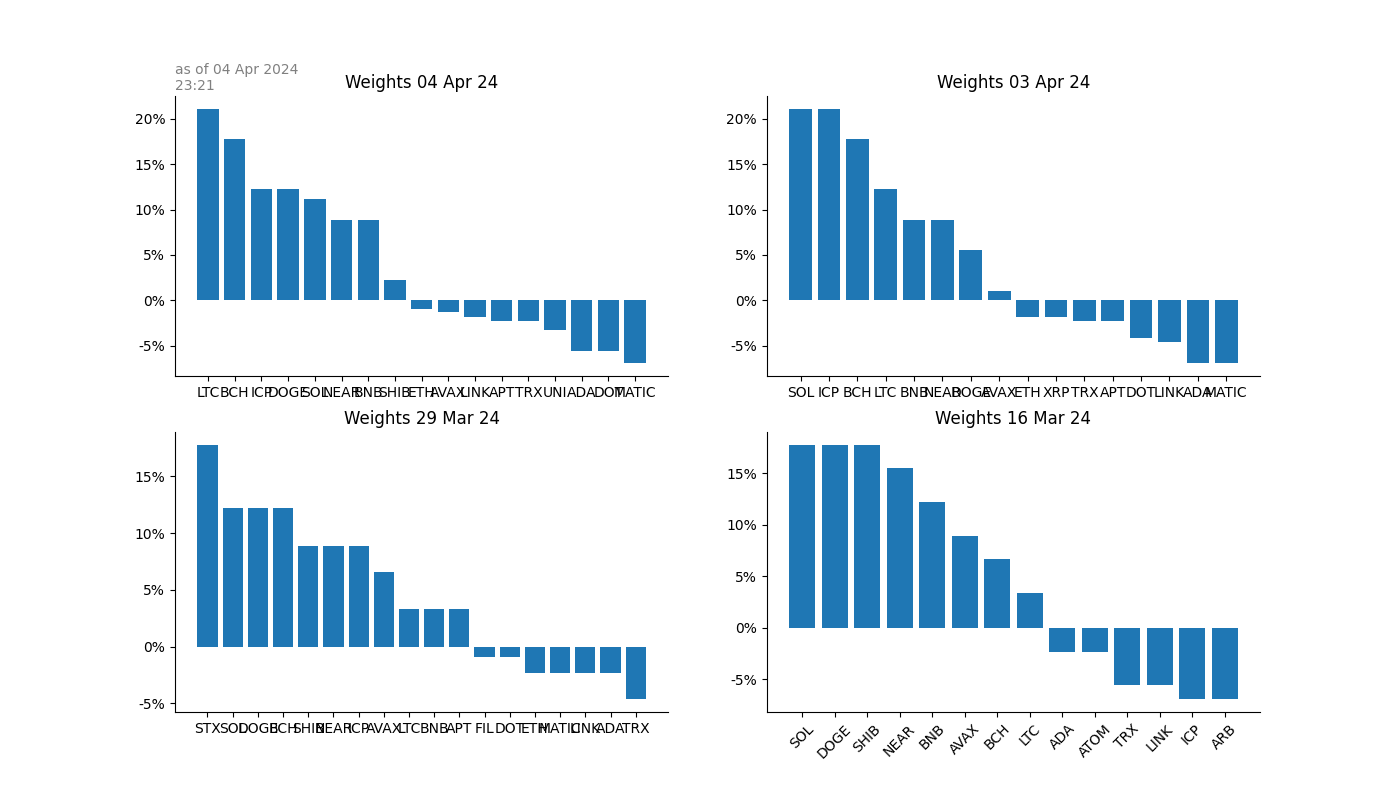 as of 04 Apr 2024
23:21
Weights 04 Apr 24
20%
15%
10%
5%
0%
-5%
LTC BCH ICP DOGE SOL NEAR BNB SHIB ETH AVAX LINK APT TRX UNI ADA DOT MATIC
Weights 03 Apr 24
20%
15%
10%
5%
0%
-5%
SOL ICP BCH LTC BNB NEAR DOGE AVAX ETH XRP TRX APT DOT LINK ADA MATIC
Weights 29 Mar 24
15%
10%
5%
0%
-5%
STX SOL DOGE BCH SHIB NEAR ICP AVAX LTC BNB APT FIL DOT ETH MATIC LINK ADA TRX
Weights 16 Mar 24
15%
10%
5%
0%
-5%
SOL DOGE SHIB NEAR BNB AVAX BCH LTC ADA ATOM TRX LINK ICP ARB